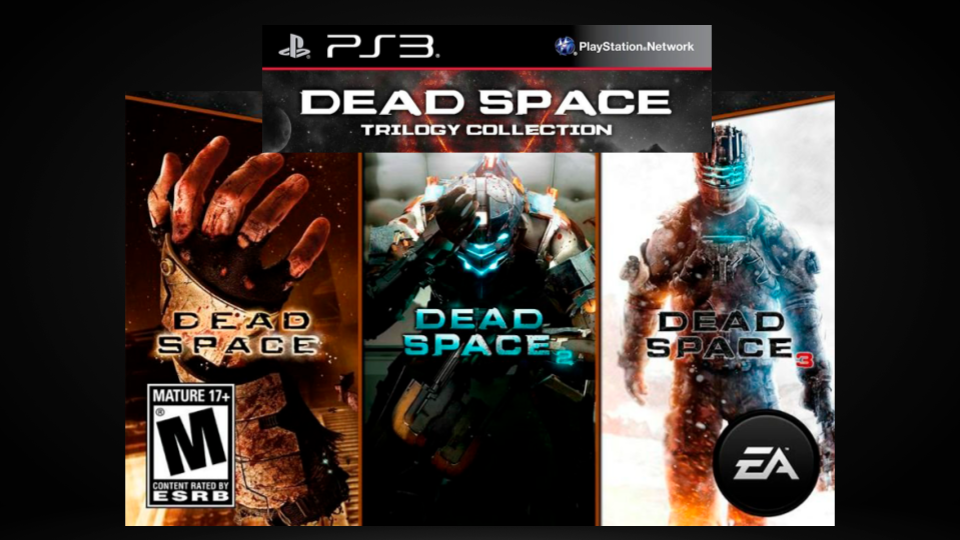 PS3
PlayStation®Network
DEAD SPACE
TRILOGY COLLECTION
DEAD
SPACE
DEAD
SPACE 2
DEAD
SPACE 3
MATURE 17+
®
M
CONTENT RATED BY
ESRB
EA